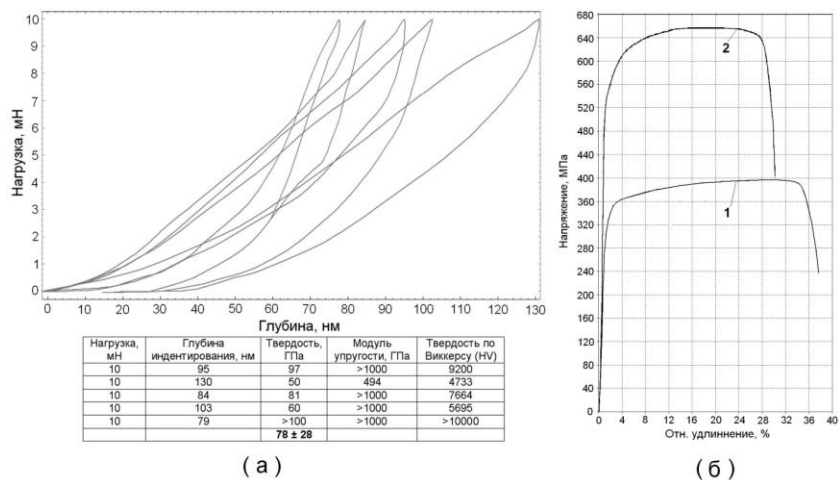 10
9
8
7
6
5
4
3
2
1
0
Нагрузка, мН
0 10 20 30 40 50 60 70 80 90 100 110 120 130
Глубина, нм
Нагрузка, мН Глубина индентирования, нм Твердость, ГПа Модуль упругости, ГПа Твердость по Виккерсу (HV)
10 95 97 >1000 9200
10 130 50 494 4733
10 84 81 >1000 7664
10 103 60 >1000 5695
10 79 >100 >1000 >10000
78 ± 28
( а )
680
640
600
560
520
480
440
400
360
320
280
240
200
160
120
80
40
0
Напряжение, МПа
2
1
0 4 8 12 16 20 24 28 32 36 40
Отн. удлиннение, %
( б )